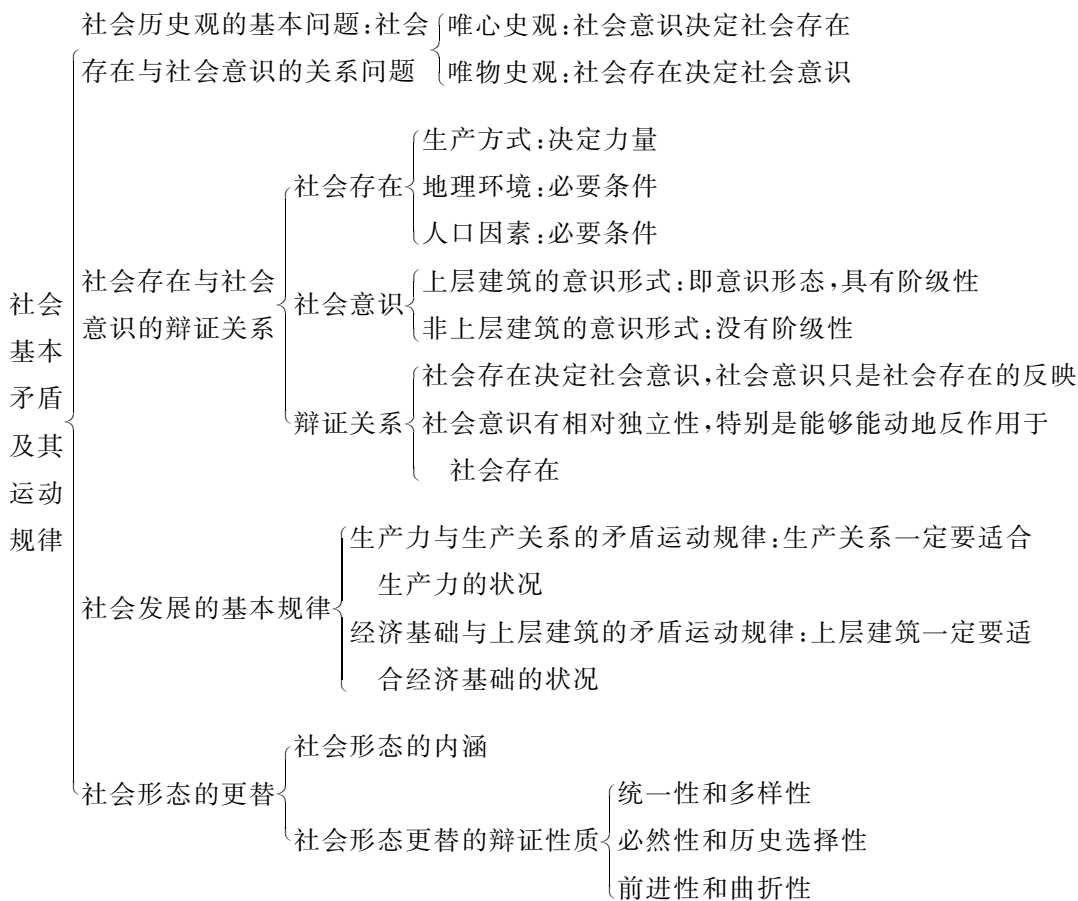 社会基本矛盾及其运动规律
社会历史观的基本问题:社会
存在与社会意识的关系问题
唯心史观:社会意识决定社会存在
唯物史观:社会存在决定社会意识
社会存在与社会
意识的辩证关系
社会存在
生产方式:决定力量
地理环境:必要条件
人口因素:必要条件
社会意识
上层建筑的意识形式:即意识形态,具有阶级性
非上层建筑的意识形式:没有阶级性
辩证关系
社会存在决定社会意识,社会意识只是社会存在的反映
社会意识有相对独立性,特别是能够能动地反作用于
社会存在
社会发展的基本规律
生产力与生产关系的矛盾运动规律:生产关系一定要适合
生产力的状况
经济基础与上层建筑的矛盾运动规律:上层建筑一定要适
合经济基础的状况
社会形态的更替
社会形态的内涵
社会形态更替的辩证性质
统一性和多样性
必然性和历史选择性
前进性和曲折性